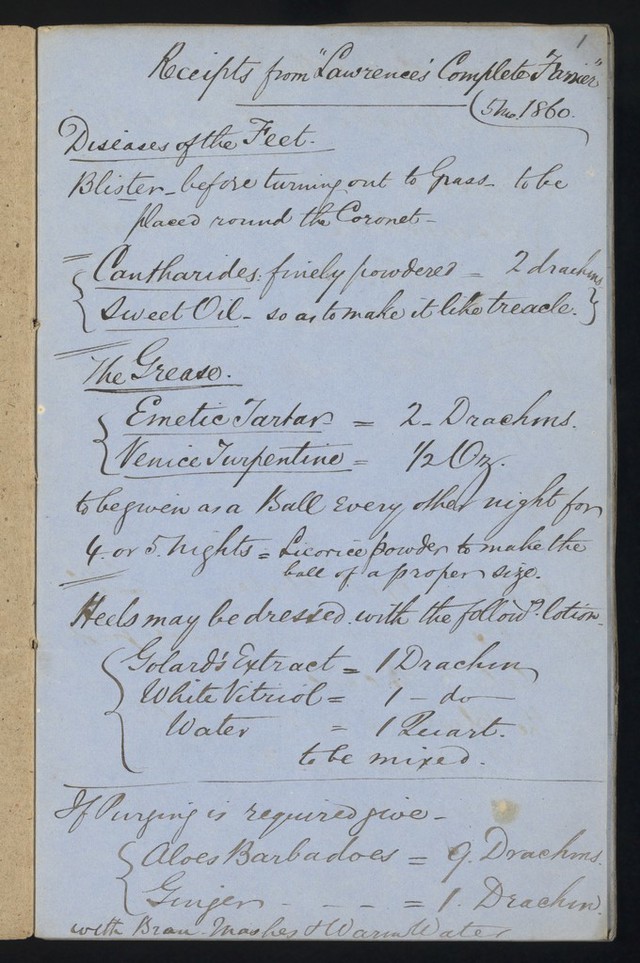 1
Receipts from "Lawrence's Complete Farrier"
5 Mo. 1860.
Diseases of the Feet.
Blister - before turning out to Grass - to be
placed round the Coronet -
Cantharides: finely powdered = 2 drachms
Sweet Oil - so as to make it like treacle.
The Grease.
Emetic Tartar = 2 - Drachms.
Venice Turpentine = 1/2 Oz.
to be given as a Ball every other night for
4. or 5. Nights = Licorice powder to make the
ball of a proper size.
Heels may be dressed with the followg. lotion -
Golard's Extract = 1 Drachm
White Vitriol = 1 - do -
Water = 1 Quart.
to be mixed.
If Purging is required give -
Aloes Barbadoes = 9. Drachms.
Ginger - - - = 1. Drachm.
with Bran Mashes & Warm Water